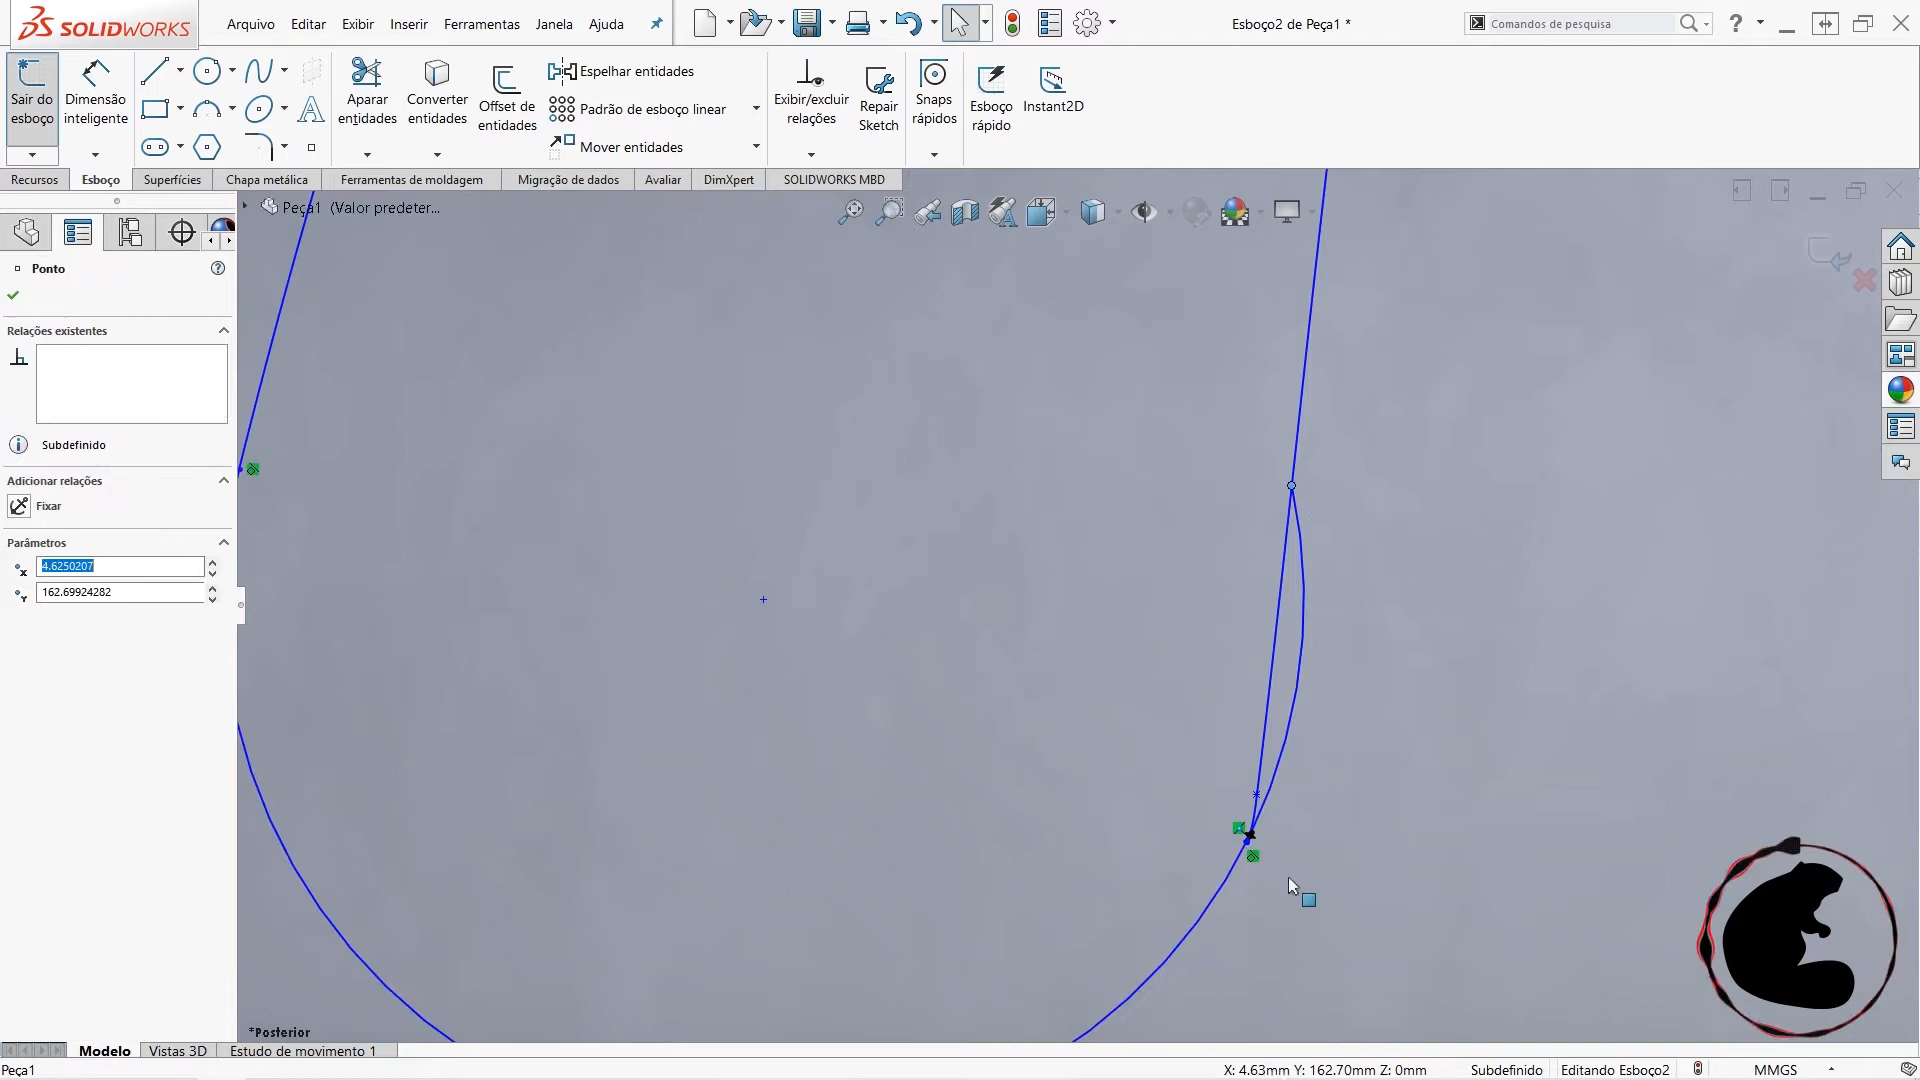 SOLIDWORKS
Arquivo Editar Exibir Inserir Ferramentas Janela Ajuda
Esboço2 de Peça1 *
Comandos de pesquisa
?
Sair do esboço
Dimensão inteligente
Aparar entidades
Converter entidades
Offset de entidades
Espelhar entidades
Padrão de esboço linear
Mover entidades
Exibir/excluir relações
Repair Sketch
Snaps rápidos
Esboço rápido
Instant2D
Recursos Esboço Superfícies Chapa metálica Ferramentas de moldagem Migração de dados Avaliar DimXpert SOLIDWORKS MBD
Peça1 (Valor predeter...
Ponto
Relações existentes
Subdefinido
Adicionar relações
Fixar
Parâmetros
4.6250207
162.69924282
*Posterior
Modelo Vistas 3D Estudo de movimento 1
Peça1
X: 4.63mm Y: 162.70mm Z: 0mm Subdefinido Editando Esboço2 MMGS